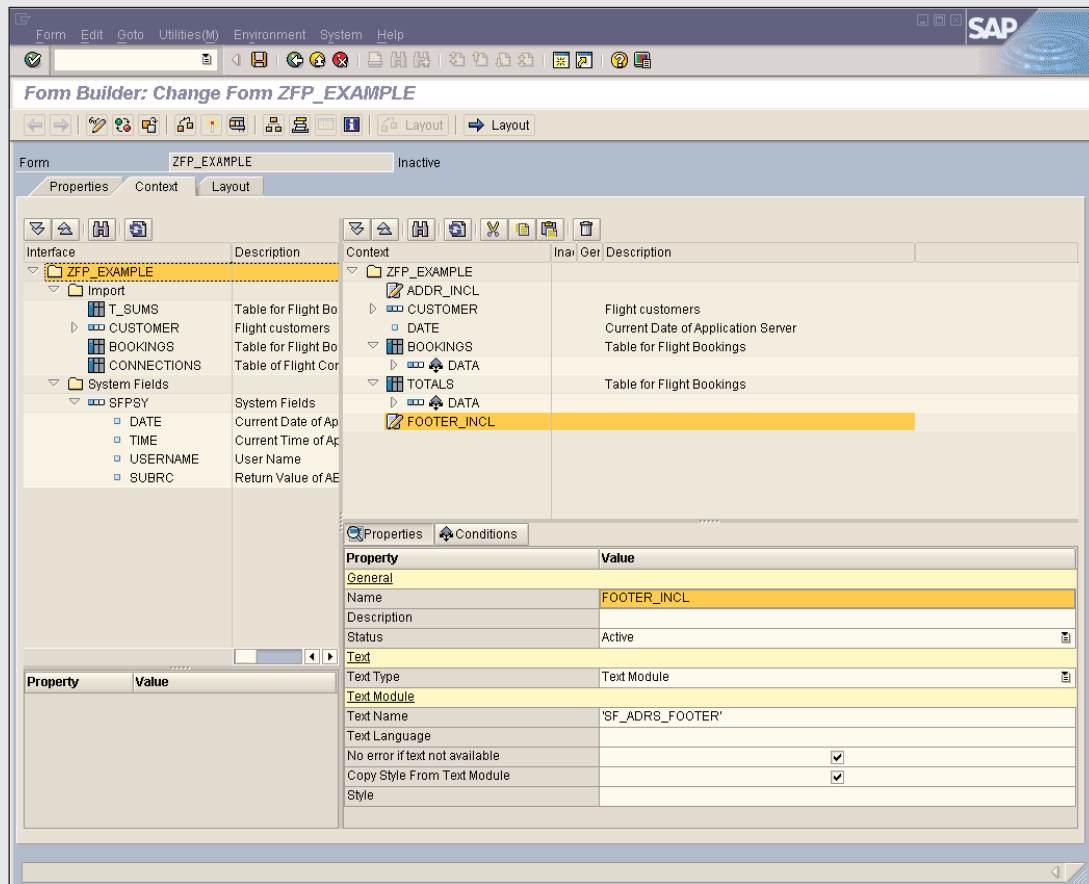 Form Edit Goto Utilities(M) Environment System Help
SAP
Form Builder: Change Form ZFP_EXAMPLE
Layout Layout
Form ZFP_EXAMPLE Inactive
Properties Context Layout
Interface Description
ZFP_EXAMPLE
Import
T_SUMS Table for Flight Bo
CUSTOMER Flight customers
BOOKINGS Table for Flight Bo
CONNECTIONS Table of Flight Cor
System Fields
SFPSY System Fields
DATE Current Date of Ap
TIME Current Time of Ap
USERNAME User Name
SUBRC Return Value of AE
Property Value
Context Ina Ger Description
ZFP_EXAMPLE
ADDR_INCL
CUSTOMER Flight customers
DATE Current Date of Application Server
BOOKINGS Table for Flight Bookings
DATA
TOTALS Table for Flight Bookings
DATA
FOOTER_INCL
Properties Conditions
Property Value
General
Name FOOTER_INCL
Description
Status Active
Text
Text Type Text Module
Text Module
Text Name 'SF_ADRS_FOOTER'
Text Language
No error if text not available
Copy Style From Text Module
Style